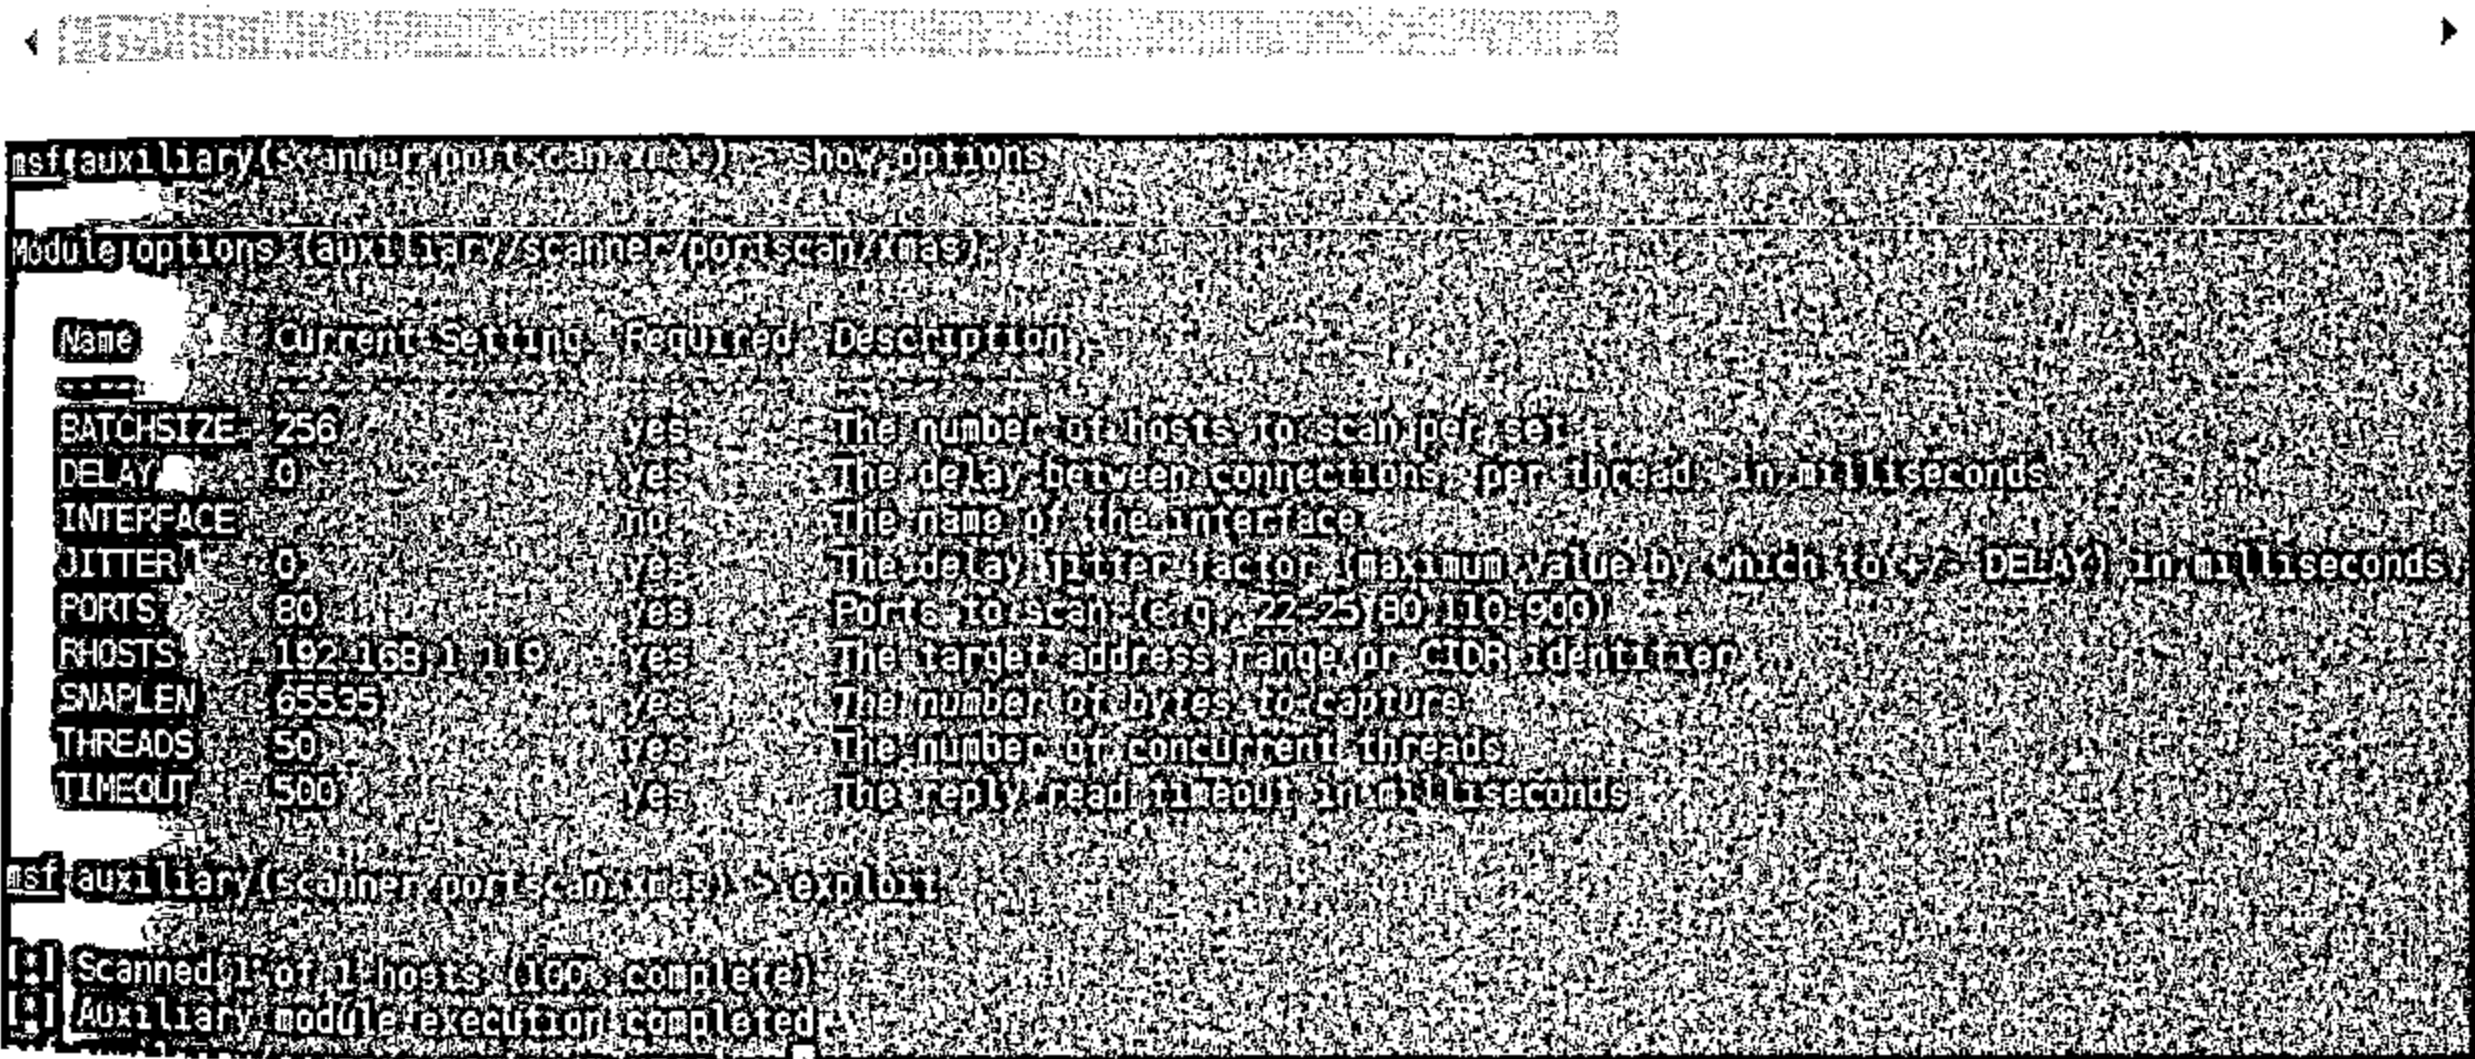 msf auxiliary(scanner/portscan/xmas) > show options
Module options (auxiliary/scanner/portscan/xmas):
Name Current Setting Required Description
---- --------------- -------- -----------
BATCHSIZE 256 yes The number of hosts to scan per set
DELAY 0 yes The delay between connections, per thread, in milliseconds
INTERFACE no The name of the interface
JITTER 0 yes The delay jitter factor (maximum value by which to +/- DELAY) in milliseconds.
PORTS 80 yes Ports to scan (e.g. 22-25,80,110-900)
RHOSTS 192.168.1.119 yes The target address range or CIDR identifier
SNAPLEN 65535 yes The number of bytes to capture
THREADS 50 yes The number of concurrent threads
TIMEOUT 500 yes The reply read timeout in milliseconds
msf auxiliary(scanner/portscan/xmas) > exploit
[*] Scanned 1 of 1 hosts (100% complete)
[*] Auxiliary module execution completed